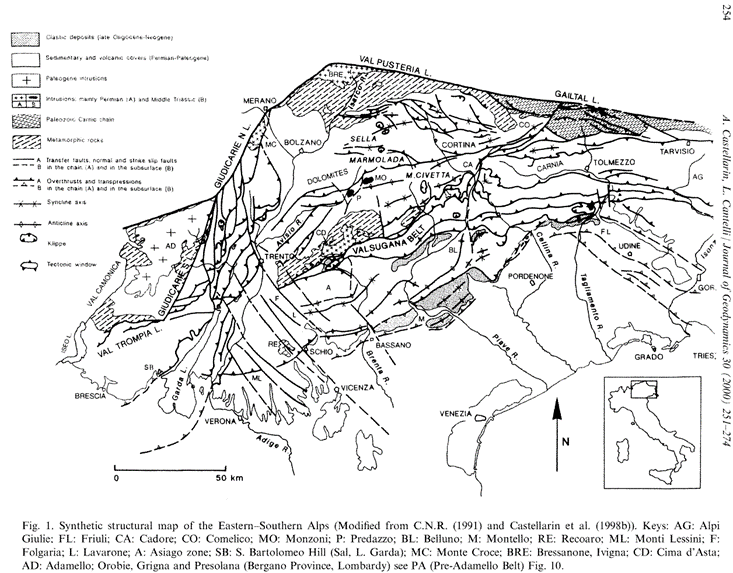 254
A. Castellarin, L. Cantelli / Journal of Geodynamics 30 (2000) 251–274
Clastic deposits (late Oligocene-Neogene)
Sedimentary and volcanic covers (Permian-Paleogene)
Paleogene intrusions
Intrusions, mainly Permian (A) and Middle Triassic (B)
A B
Paleozoic Carnic chain
Metamorphic rocks
A Transfer faults, normal and strike slip faults
B in the chain (A) and in the subsurface (B)
A Overthrusts and transpressions
B in the chain (A) and in the subsurface (B)
Syncline axis
Anticline axis
Klippe
Tectonic window
VAL PUSTERIA L.
BRE
GAILTAL L.
MERANO
CO
GIUDICARIE N L.
MC
BOLZANO
SELLA
CORTINA
MARMOLADA
CA
CARNIA
TOLMEZZO
TARVISIO
DOLOMITES
MO
M. CIVETTA
AG
P
AD
Avisio R.
CD
VALSUGANA BELT
BL
FL
UDINE
VAL CAMONICA
GIUDICARIE S.
TRENTO
A
Cellina R.
PORDENONE
Tagliamento R.
GOR.
F
L
M
ISEO L.
VAL TROMPIA L.
RE
SCHIO
BASSANO
Brenta R.
Piave R.
GRADO
TRIES
SB
Garda L.
ML
VICENZA
BRESCIA
VERONA
Adige R.
VENEZIA
N
0 50 km
Fig. 1. Synthetic structural map of the Eastern–Southern Alps (Modified from C.N.R. (1991) and Castellarin et al. (1998b)). Keys: AG: Alpi
Giulie; FL: Friuli; CA: Cadore; CO: Comelico; MO: Monzoni; P: Predazzo; BL: Belluno; M: Montello; RE: Recoaro; ML: Monti Lessini; F:
Folgaria; L: Lavarone; A: Asiago zone; SB: S. Bartolomeo Hill (Sal, L. Garda); MC: Monte Croce; BRE: Bressanone, Ivigna; CD: Cima d'Asta;
AD: Adamello; Orobie, Grigna and Presolana (Bergano Province, Lombardy) see PA (Pre-Adamello Belt) Fig. 10.